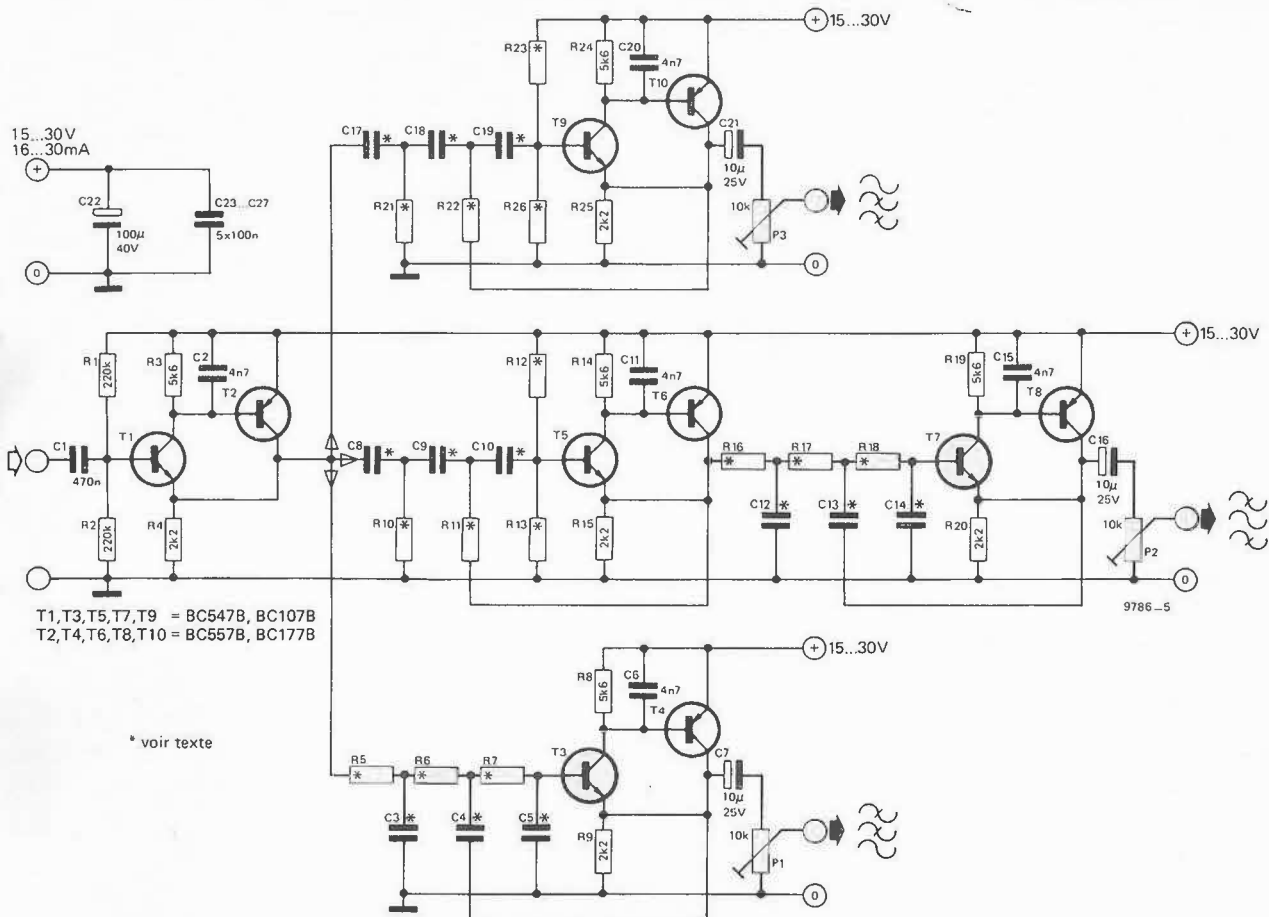 15...30V
R23 *
R24 5k6
C20 4n7
T10
15...30V
16...30mA
C17 *
C18 *
C19 *
T9
C21
10µ
25V
+
C22
100µ
40V
C23...C27
5x100n
R21 *
R22 *
R26 *
R25 2k2
10k
P3
0
0
+
+ 15...30V
R1 220k
R3 5k6
C2 4n7
T2
R12 *
R14 5k6
C11 4n7
T6
R19 5k6
C15 4n7
T8
C1
470n
T1
C8 *
C9 *
C10 *
T5
R16 *
R17 *
R18 *
T7
C16
10µ
25V
R2 220k
R4 2k2
R10 *
R11 *
R13 *
R15 2k2
C12 *
C13 *
C14 *
R20 2k2
10k
P2
0
9786-5
T1,T3,T5,T7,T9 = BC547B, BC107B
T2,T4,T6,T8,T10 = BC557B, BC177B
+ 15...30V
R8 5k6
C6 4n7
T4
* voir texte
R5 *
R6 *
R7 *
T3
C7
10µ
25V
C3 *
C4 *
C5 *
R9 2k2
10k
P1
0